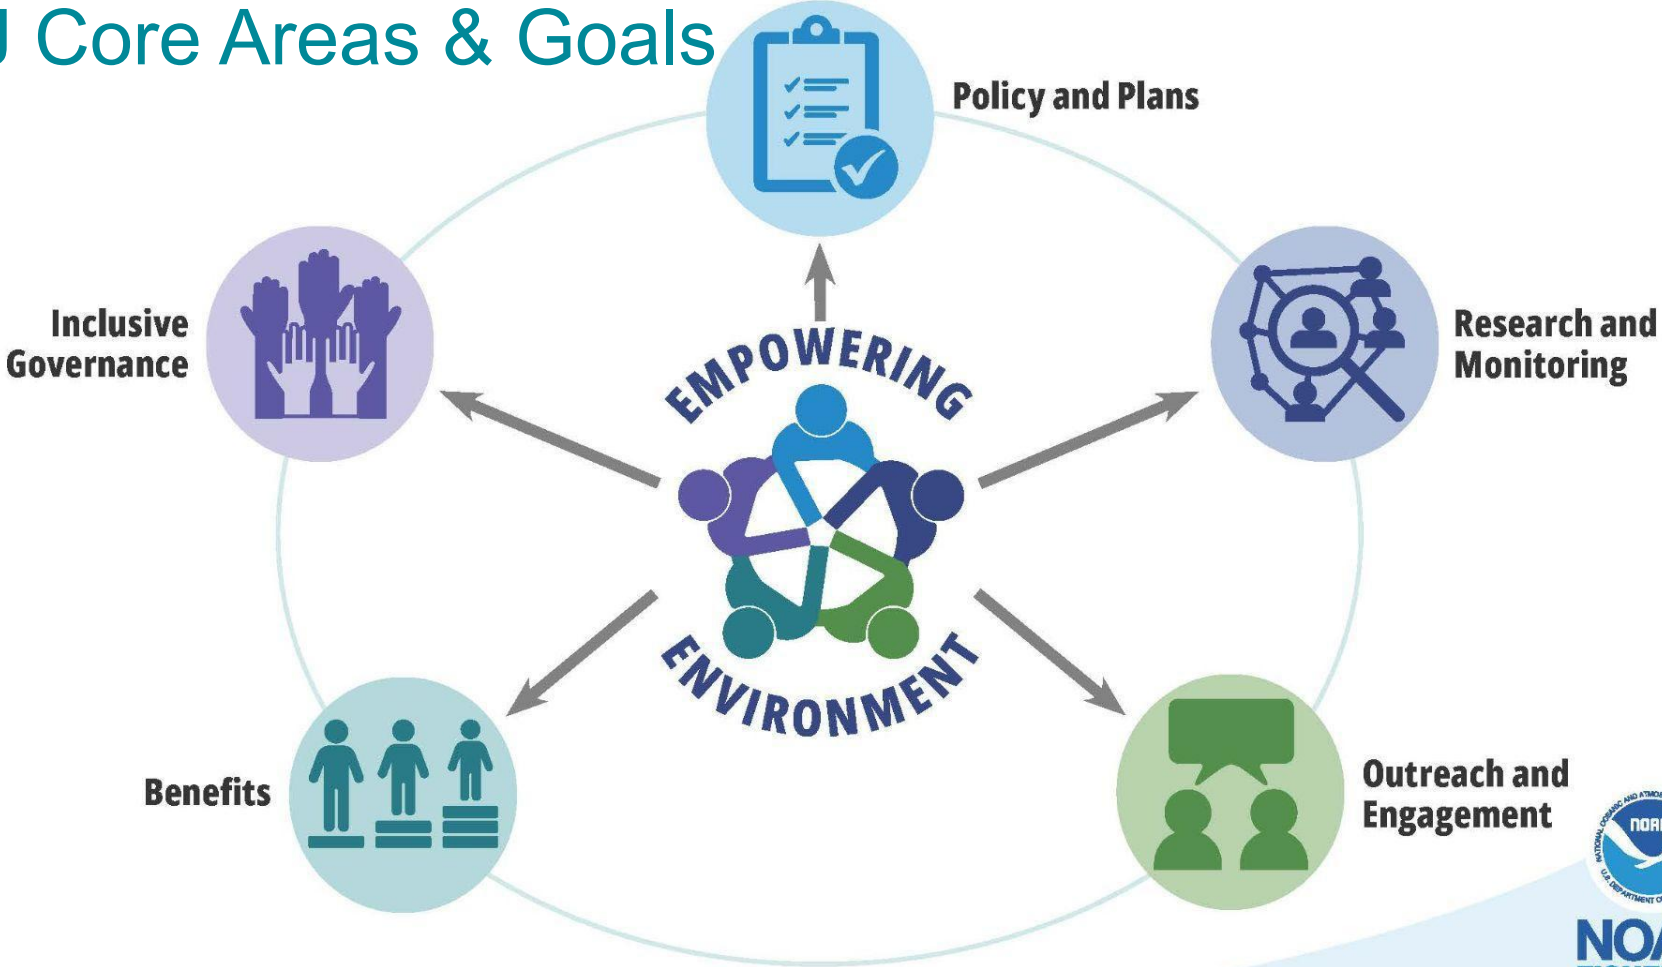 J Core Areas & Goals
Policy and Plans
Inclusive
Governance
Research and
Monitoring
EMPOWERING
ENVIRONMENT
Benefits
Outreach and
Engagement